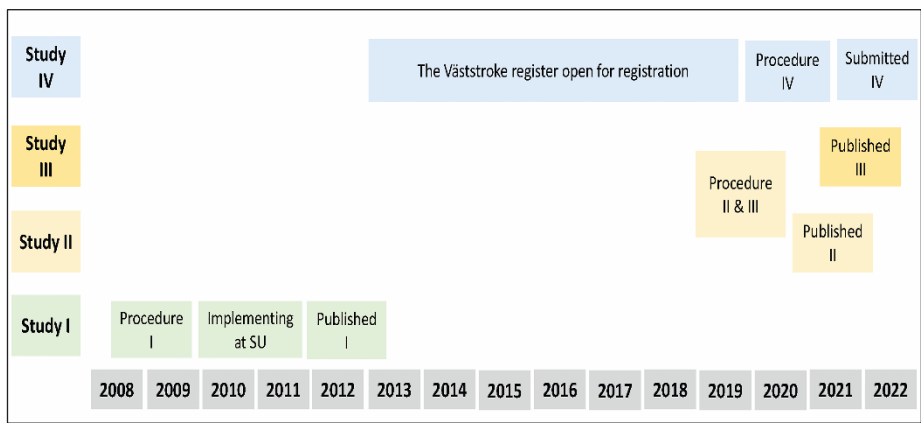 Study
IV
The Väststroke register open for registration
Procedure
IV
Submitted
IV
Study
III
Published
III
Procedure
II & III
Study II
Published
II
Study I
Procedure
I
Implementing
at SU
Published
I
2008 2009 2010 2011 2012 2013 2014 2015 2016 2017 2018 2019 2020 2021 2022